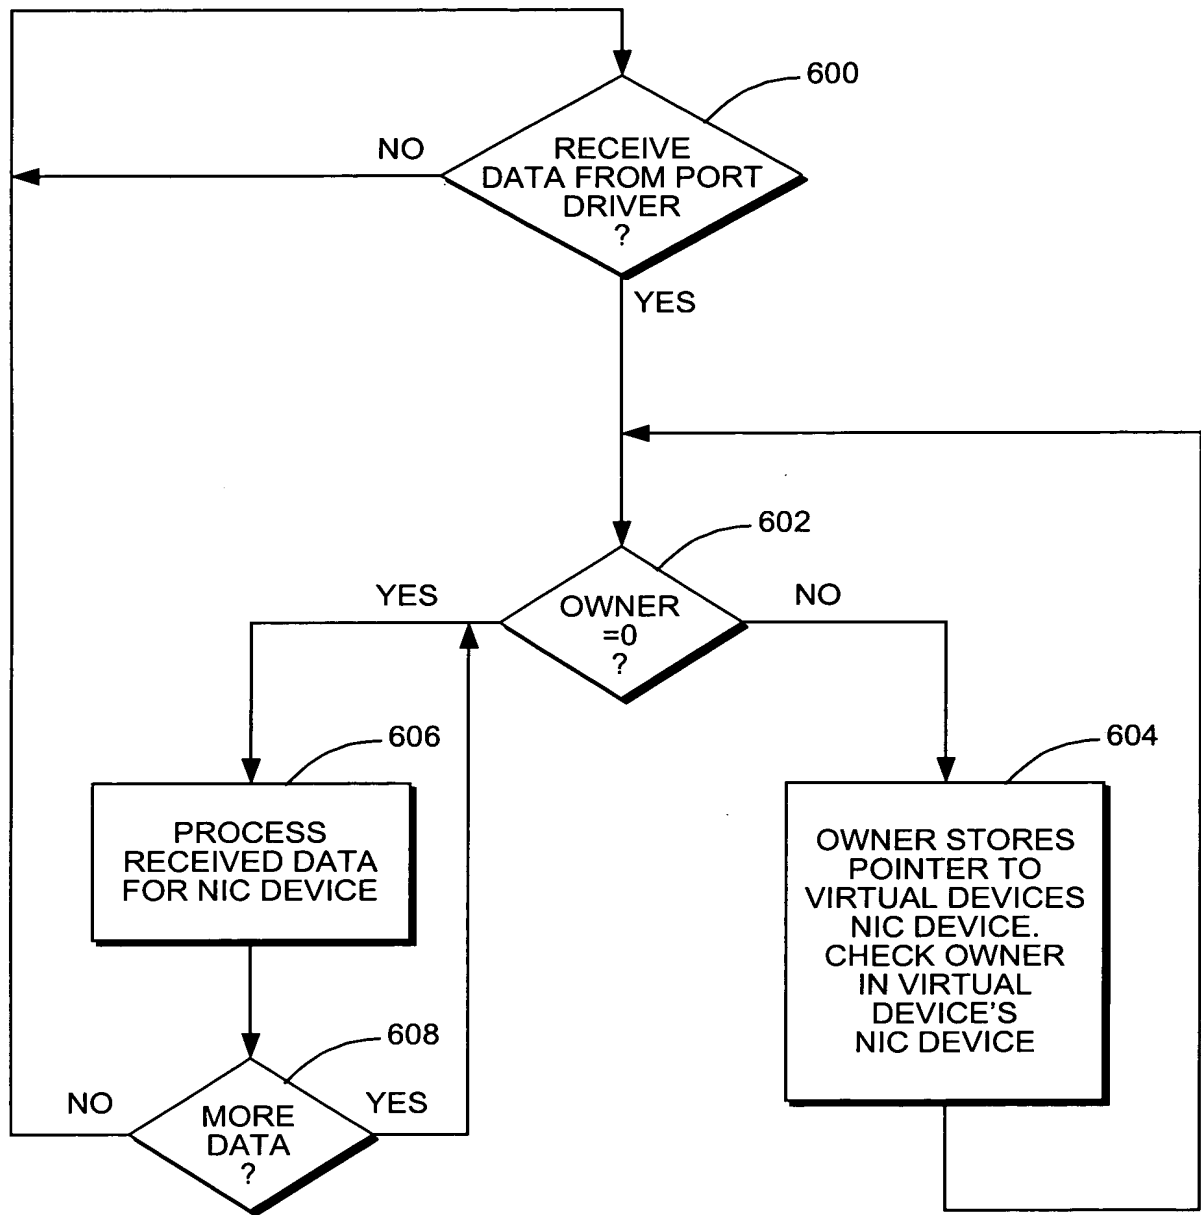 600
RECEIVE
DATA FROM PORT
DRIVER
?
NO
YES
602
OWNER
=0
?
YES
NO
606
PROCESS
RECEIVED DATA
FOR NIC DEVICE
604
OWNER STORES
POINTER TO
VIRTUAL DEVICES
NIC DEVICE.
CHECK OWNER
IN VIRTUAL
DEVICE'S
NIC DEVICE
608
MORE
DATA
?
NO
YES